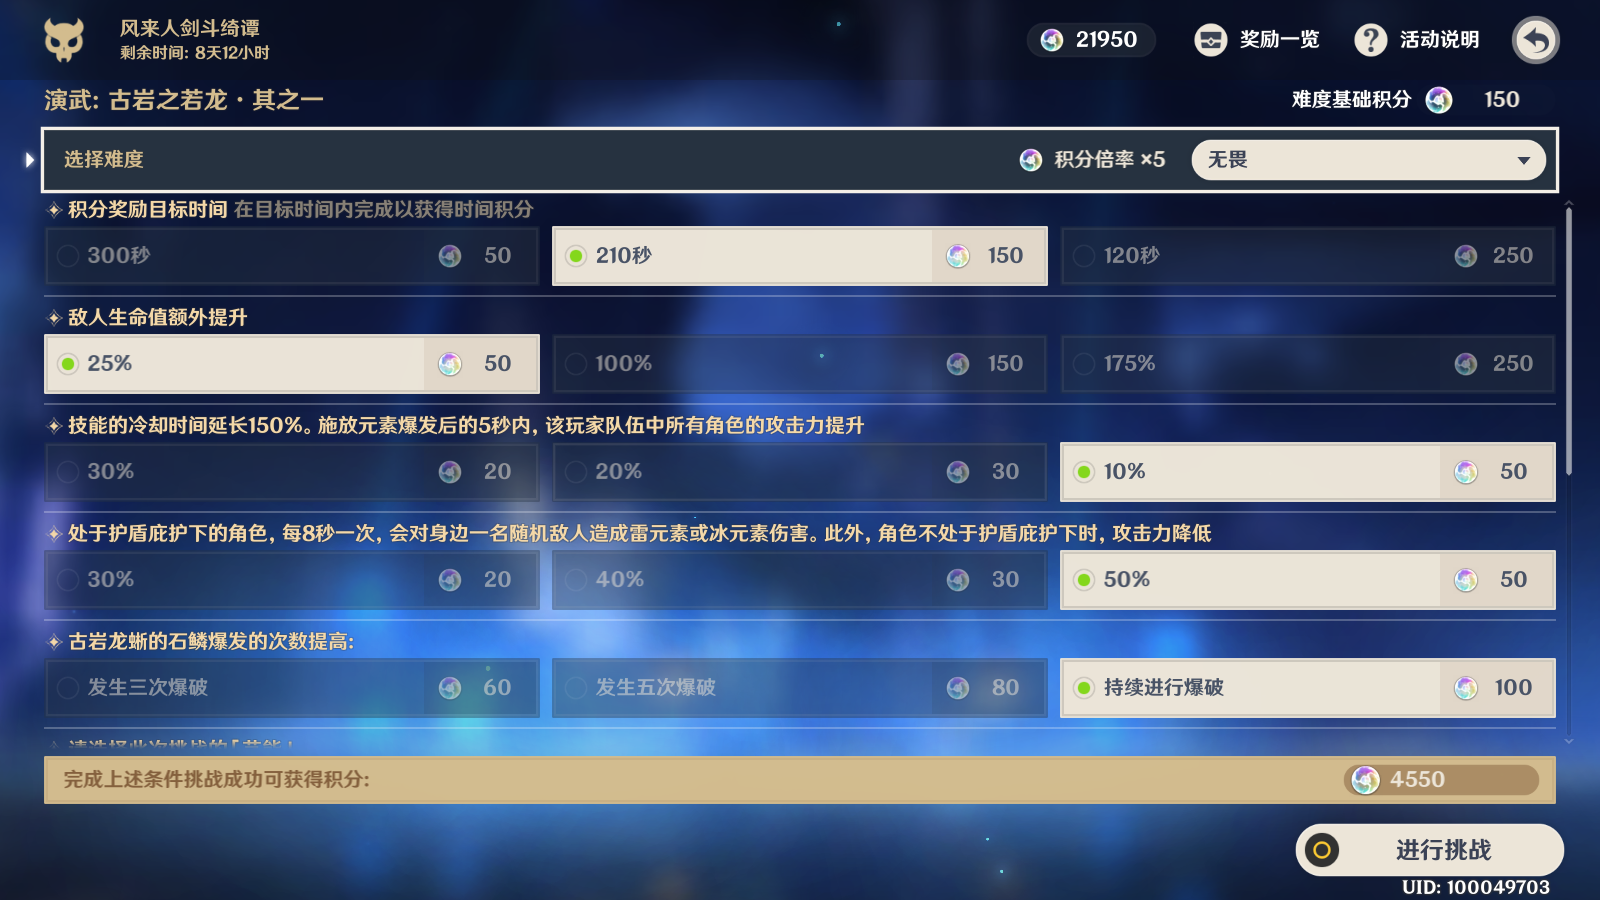 风来人剑斗绮谭
剩余时间: 8天12小时
21950
奖励一览
活动说明
演武: 古岩之若龙·其之一
难度基础积分 150
选择难度
积分倍率 ×5
无畏
积分奖励目标时间 在目标时间内完成以获得时间积分
300秒 50
210秒 150
120秒 250
敌人生命值额外提升
25% 50
100% 150
175% 250
技能的冷却时间延长150%。施放元素爆发后的5秒内, 该玩家队伍中所有角色的攻击力提升
30% 20
20% 30
10% 50
处于护盾庇护下的角色, 每8秒一次, 会对身边一名随机敌人造成雷元素或冰元素伤害。此外, 角色不处于护盾庇护下时, 攻击力降低
30% 20
40% 30
50% 50
古岩龙蜥的石鳞爆发的次数提高:
发生三次爆破 60
发生五次爆破 80
持续进行爆破 100
完成上述条件挑战成功可获得积分:
4550
进行挑战
UID: 100049703